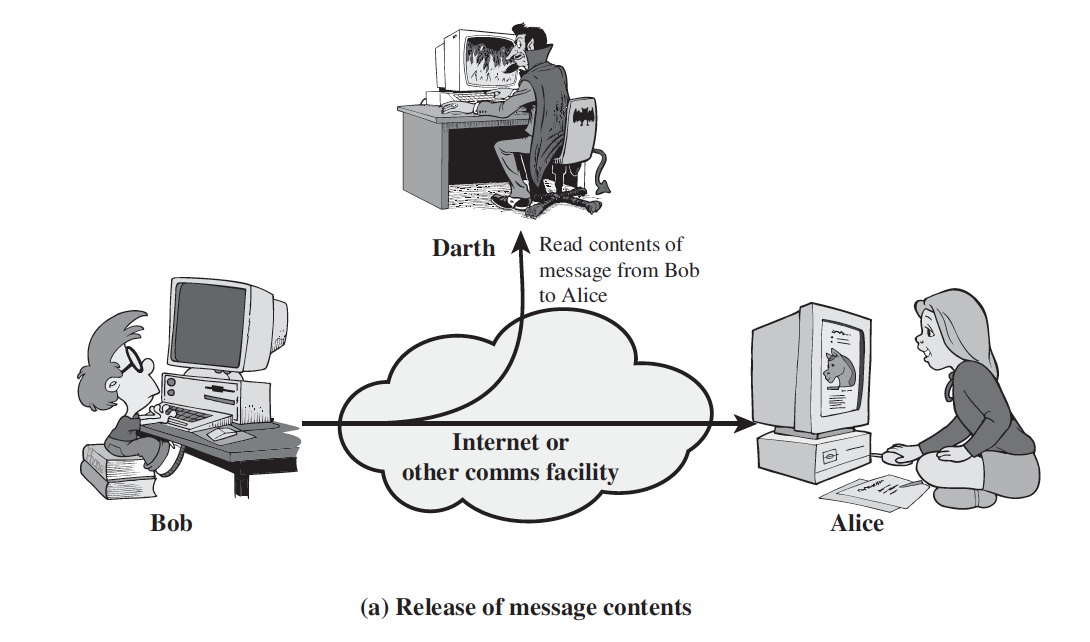 Darth
Read contents of
message from Bob
to Alice
Internet or
other comms facility
Bob
Alice
(a) Release of message contents